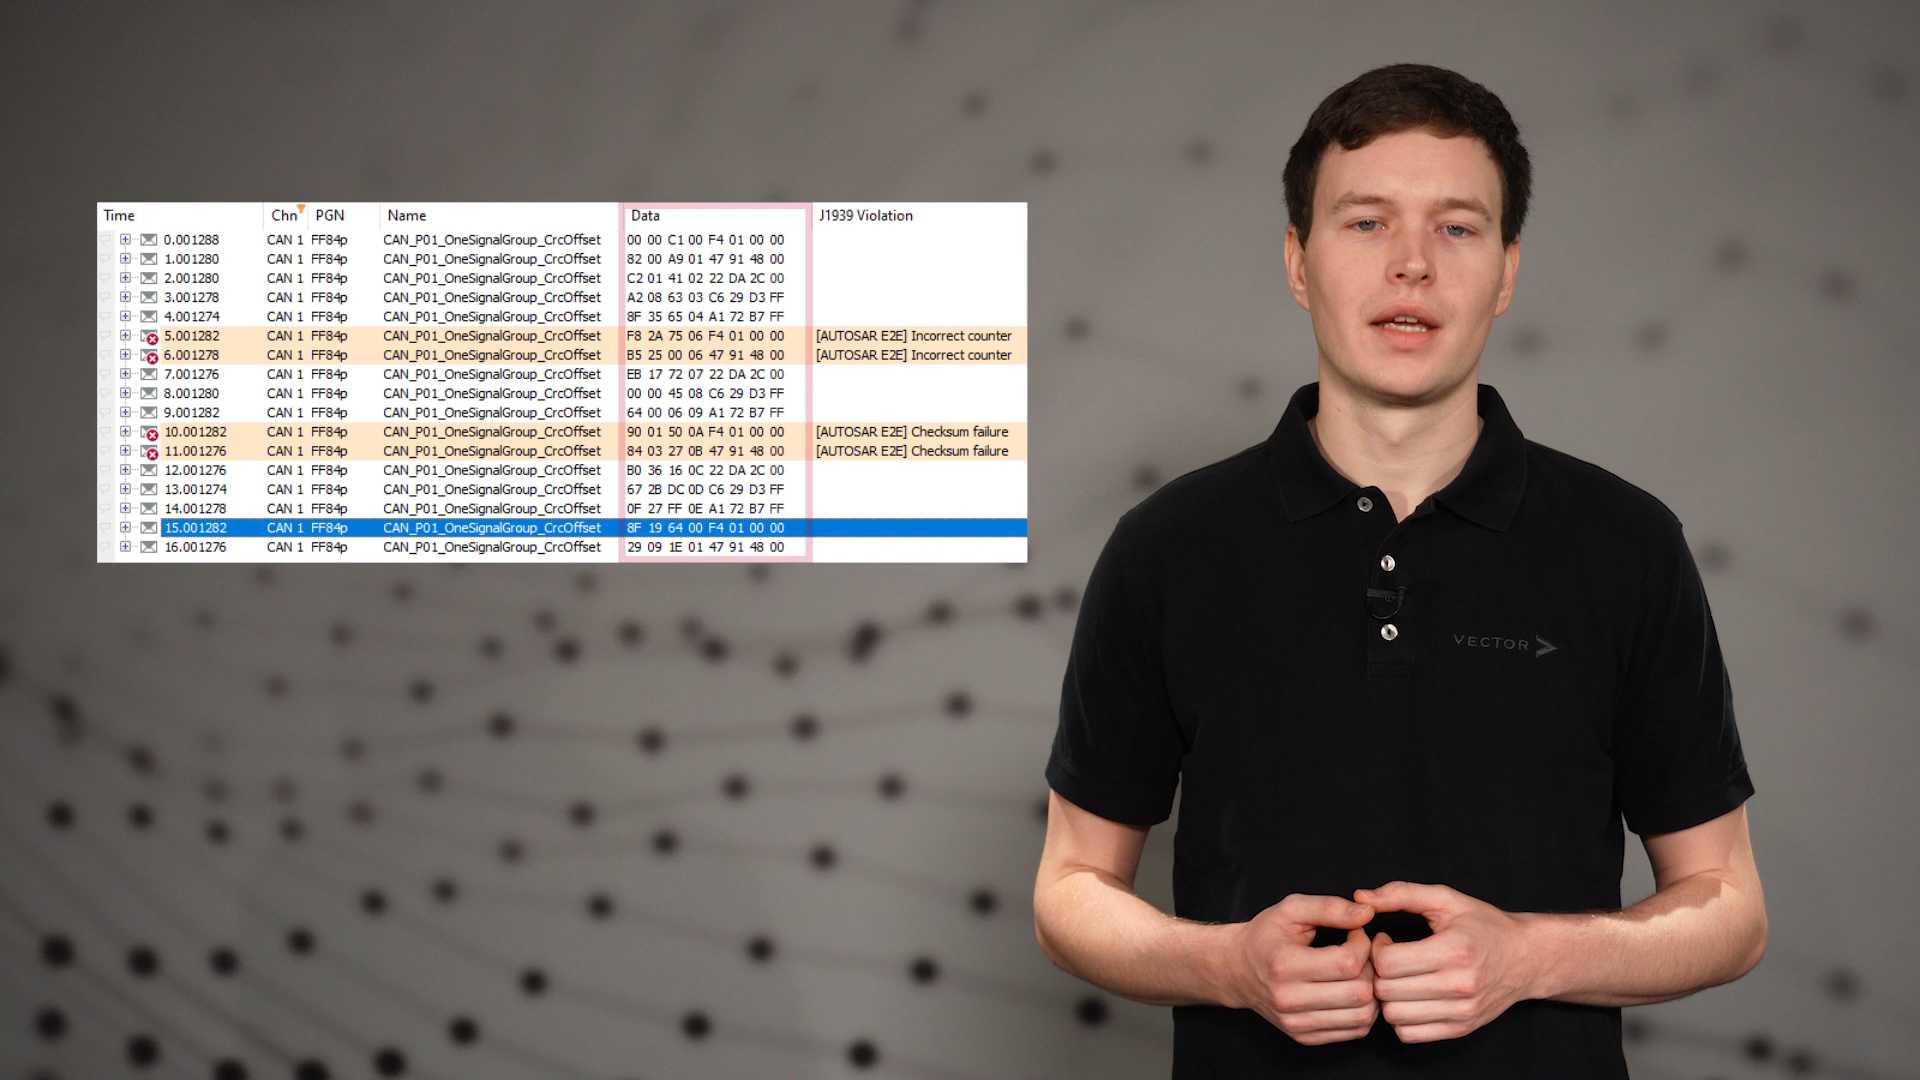 Time Chn PGN Name Data J1939 Violation
0.001288 CAN 1 FF84p CAN_P01_OneSignalGroup_CrcOffset 00 00 C1 00 F4 01 00 00
1.001280 CAN 1 FF84p CAN_P01_OneSignalGroup_CrcOffset 82 00 A9 01 47 91 48 00
2.001280 CAN 1 FF84p CAN_P01_OneSignalGroup_CrcOffset C2 01 41 02 22 DA 2C 00
3.001278 CAN 1 FF84p CAN_P01_OneSignalGroup_CrcOffset A2 08 63 03 C6 29 D3 FF
4.001274 CAN 1 FF84p CAN_P01_OneSignalGroup_CrcOffset 8F 35 65 04 A1 72 B7 FF
5.001282 CAN 1 FF84p CAN_P01_OneSignalGroup_CrcOffset F8 2A 75 06 F4 01 00 00 [AUTOSAR E2E] Incorrect counter
6.001278 CAN 1 FF84p CAN_P01_OneSignalGroup_CrcOffset B5 25 00 06 47 91 48 00 [AUTOSAR E2E] Incorrect counter
7.001276 CAN 1 FF84p CAN_P01_OneSignalGroup_CrcOffset EB 17 72 07 22 DA 2C 00
8.001280 CAN 1 FF84p CAN_P01_OneSignalGroup_CrcOffset 00 00 45 08 C6 29 D3 FF
9.001282 CAN 1 FF84p CAN_P01_OneSignalGroup_CrcOffset 64 00 06 09 A1 72 B7 FF
10.001282 CAN 1 FF84p CAN_P01_OneSignalGroup_CrcOffset 90 01 50 0A F4 01 00 00 [AUTOSAR E2E] Checksum failure
11.001276 CAN 1 FF84p CAN_P01_OneSignalGroup_CrcOffset 84 03 27 0B 47 91 48 00 [AUTOSAR E2E] Checksum failure
12.001276 CAN 1 FF84p CAN_P01_OneSignalGroup_CrcOffset B0 36 16 0C 22 DA 2C 00
13.001274 CAN 1 FF84p CAN_P01_OneSignalGroup_CrcOffset 67 2B DC 0D C6 29 D3 FF
14.001278 CAN 1 FF84p CAN_P01_OneSignalGroup_CrcOffset 0F 27 FF 0E A1 72 B7 FF
15.001282 CAN 1 FF84p CAN_P01_OneSignalGroup_CrcOffset 8F 19 64 00 F4 01 00 00
16.001276 CAN 1 FF84p CAN_P01_OneSignalGroup_CrcOffset 29 09 1E 01 47 91 48 00
VECTOR